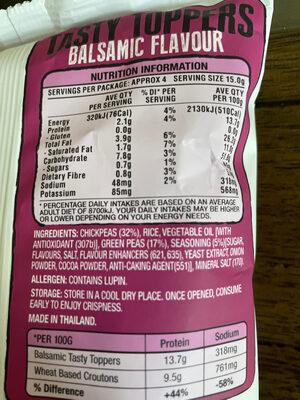 TASTY TOPPERS
BALSAMIC FLAVOUR
NUTRITION INFORMATION
SERVINGS PER PACKAGE: APPROX 4 SERVING SIZE 15.0g
AVE QTY PER SERVING % DI* PER SERVING AVE QTY PER 100g
Energy 320kJ(76Cal) 4% 2130kJ(510Cal)
Protein 2.1g 4% 13.7g
- Gluten 0.0g 0.0g
Total Fat 3.9g 6%
- Saturated Fat 1.7g 7%
Carbohydrate 7.8g 3%
- Sugars 0.7g 1%
Dietary Fibre 0.8g 3%
Sodium 48mg 2% 318mg
Potassium 85mg 568mg
* PERCENTAGE DAILY INTAKES ARE BASED ON AN AVERAGE
ADULT DIET OF 8700kJ. YOUR DAILY INTAKES MAY BE HIGHER
OR LOWER DEPENDING ON YOUR ENERGY NEEDS.
INGREDIENTS: CHICKPEAS (32%), RICE, VEGETABLE OIL [WITH
ANTIOXIDANT (307b)], GREEN PEAS (17%), SEASONING (5%)[SUGAR,
FLAVOURS, SALT, FLAVOUR ENHANCERS (621, 635), YEAST EXTRACT, ONION
POWDER, COCOA POWDER, ANTI-CAKING AGENT(551)], MINERAL SALT (170).
ALLERGEN: CONTAINS LUPIN.
STORAGE: STORE IN A COOL DRY PLACE. ONCE OPENED, CONSUME
EARLY TO ENJOY CRISPNESS.
MADE IN THAILAND.
*PER 100G Protein Sodium
Balsamic Tasty Toppers 13.7g 318mg
Wheat Based Croutons 9.5g 761mg
% Difference +44% -58%